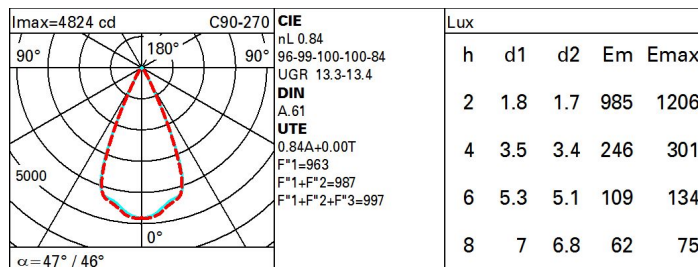 Imax=4824 cd C90-270
90° 180° 90°
5000
0°
α=47° / 46°
CIE
nL 0.84
96-99-100-100-84
UGR 13.3-13.4
DIN
A.61
UTE
0.84A+0.00T
F"1=963
F"1+F"2=987
F"1+F"2+F"3=997
Lux
h d1 d2 Em Emax
2 1.8 1.7 985 1206
4 3.5 3.4 246 301
6 5.3 5.1 109 134
8 7 6.8 62 75